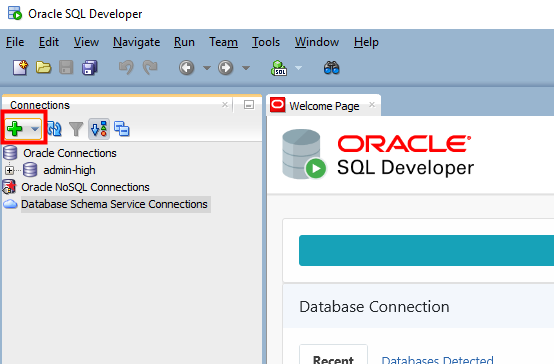 Oracle SQL Developer
File Edit View Navigate Run Team Tools Window Help
SQL
Connections
Welcome Page
Oracle Connections
admin-high
Oracle NoSQL Connections
Database Schema Service Connections
ORACLE
SQL Developer
Database Connection
Recent
Databases Detected